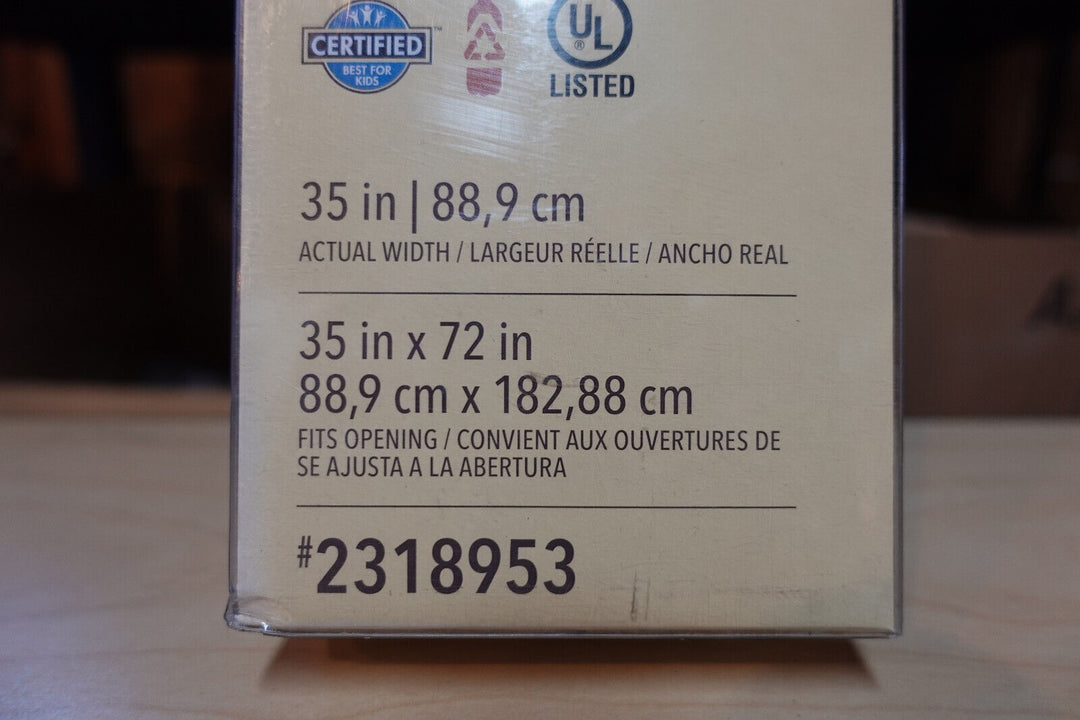 CERTIFIED™
BEST FOR
KIDS
UL
®
LISTED
35 in | 88,9 cm
ACTUAL WIDTH / LARGEUR RÉELLE / ANCHO REAL
35 in x 72 in
88,9 cm x 182,88 cm
FITS OPENING / CONVIENT AUX OUVERTURES DE
SE AJUSTA A LA ABERTURA
#2318953